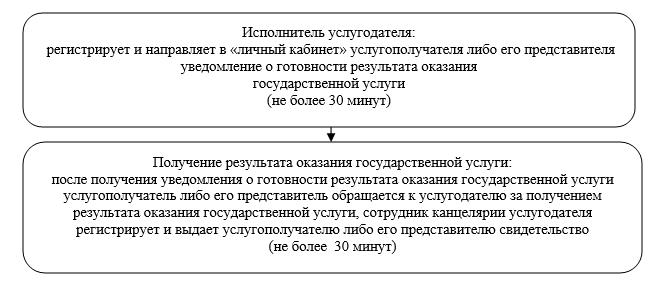 Исполнитель услугодателя:
регистрирует и направляет в «личный кабинет» услугополучателя либо его представителя
уведомление о готовности результата оказания
государственной услуги
(не более 30 минут)
Получение результата оказания государственной услуги:
после получения уведомления о готовности результата оказания государственной услуги
услугополучатель либо его представитель обращается к услугодателю за получением
результата оказания государственной услуги, сотрудник канцелярии услугодателя
регистрирует и выдает услугополучателю либо его представителю свидетельство
(не более 30 минут)